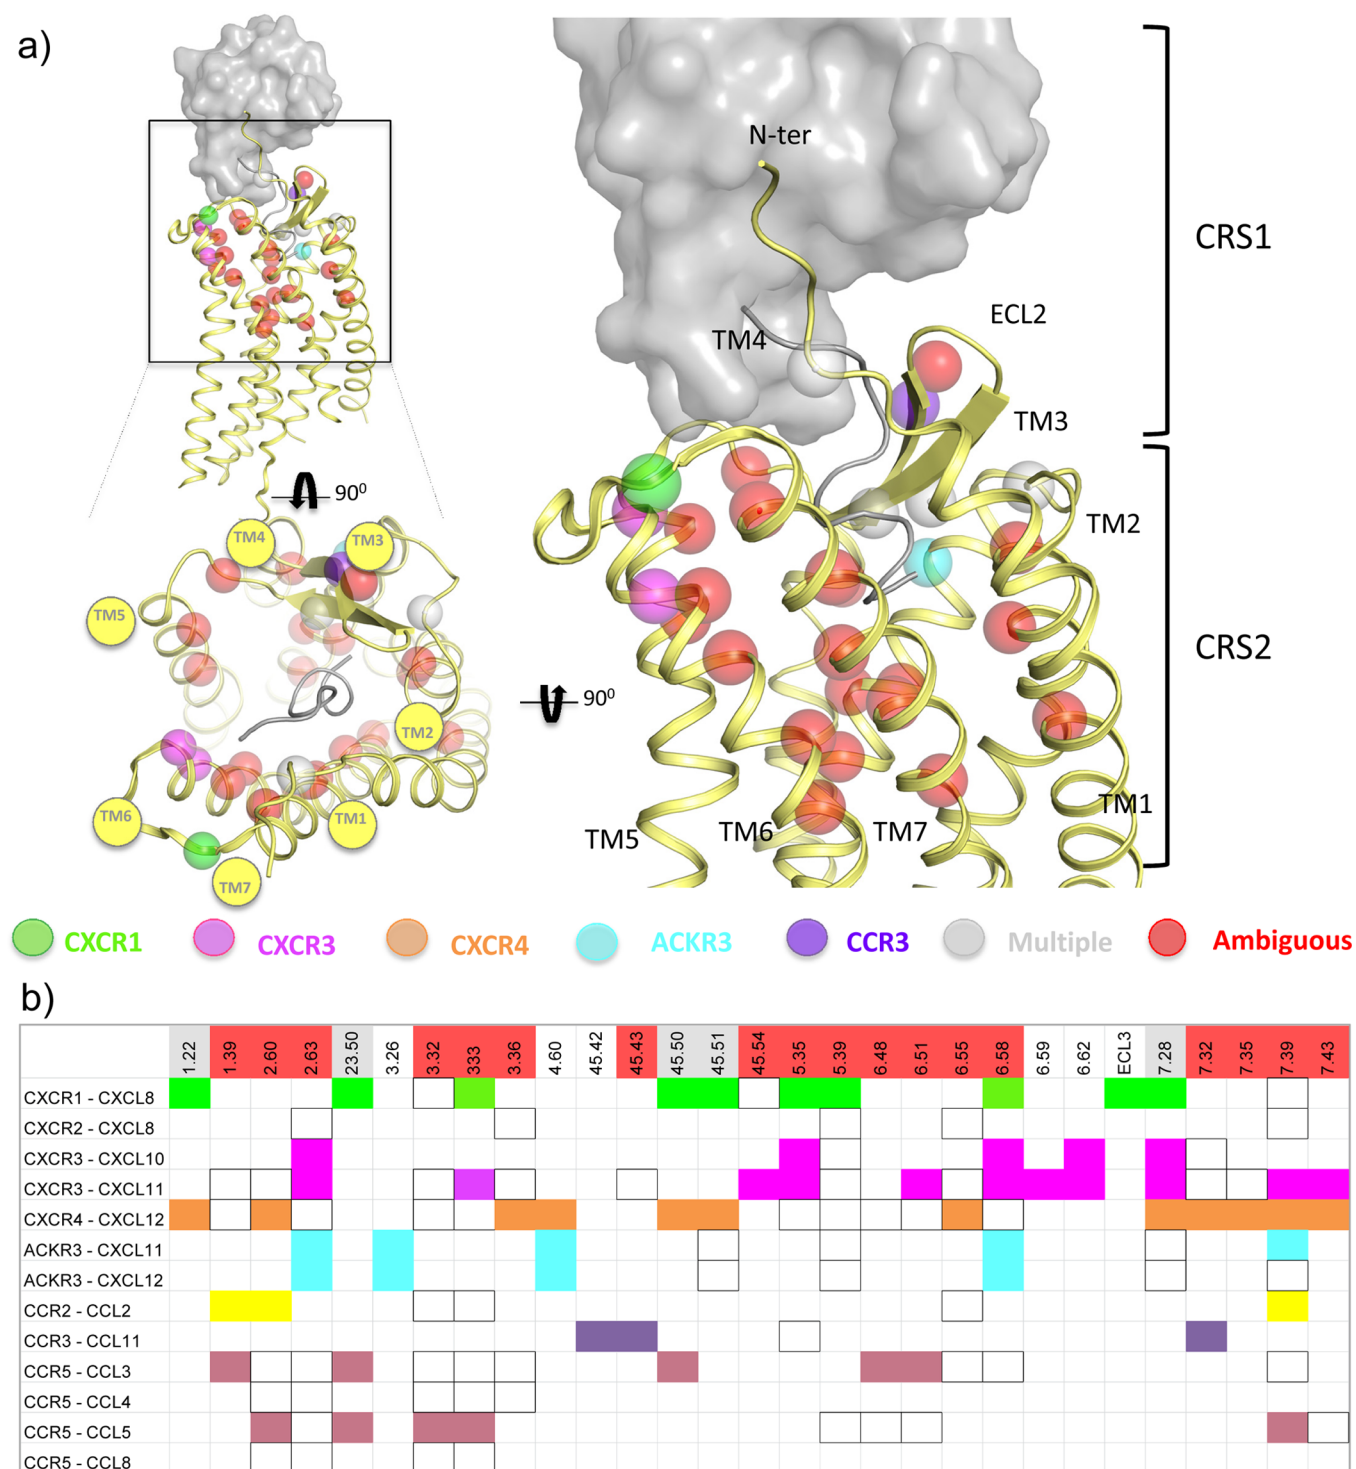 a)
N-ter
CRS1
ECL2
TM4
TM3
TM2
90⁰
TM4
TM3
TM5
CRS2
90⁰
TM2
TM6
TM1
TM7
TM5
TM6
TM7
TM1
CXCR1
CXCR3
CXCR4
ACKR3
CCR3
Multiple
Ambiguous
b)
1.22 1.39 2.60 2.63 23.50 3.26 3.32 333 3.36 4.60 45.42 45.43 45.50 45.51 45.54 5.35 5.39 6.48 6.51 6.55 6.58 6.59 6.62 ECL3 7.28 7.32 7.35 7.39 7.43
CXCR1 - CXCL8
CXCR2 - CXCL8
CXCR3 - CXCL10
CXCR3 - CXCL11
CXCR4 - CXCL12
ACKR3 - CXCL11
ACKR3 - CXCL12
CCR2 - CCL2
CCR3 - CCL11
CCR5 - CCL3
CCR5 - CCL4
CCR5 - CCL5
CCR5 - CCL8